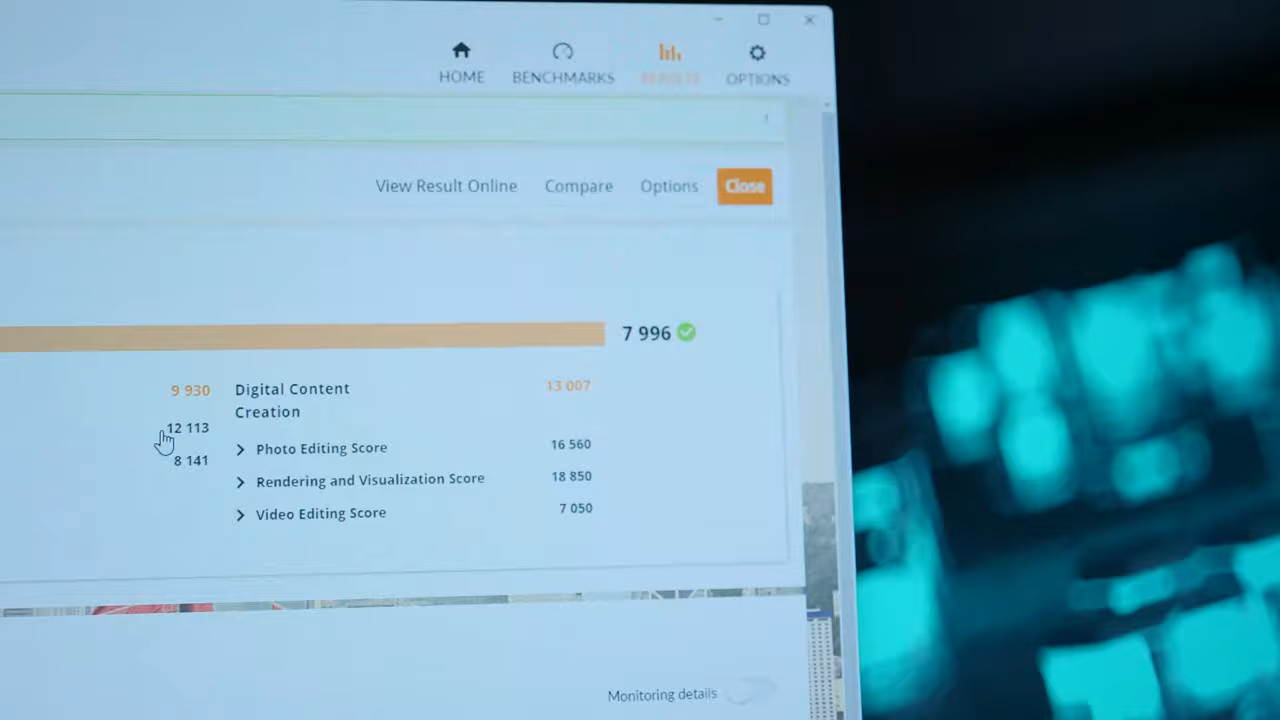 HOME BENCHMARKS RESULTS OPTIONS
View Result Online Compare Options Close
7 996
9 930 Digital Content 13 007
Creation
12 113
Photo Editing Score 16 560
8 141
Rendering and Visualization Score 18 850
Video Editing Score 7 050
Monitoring details